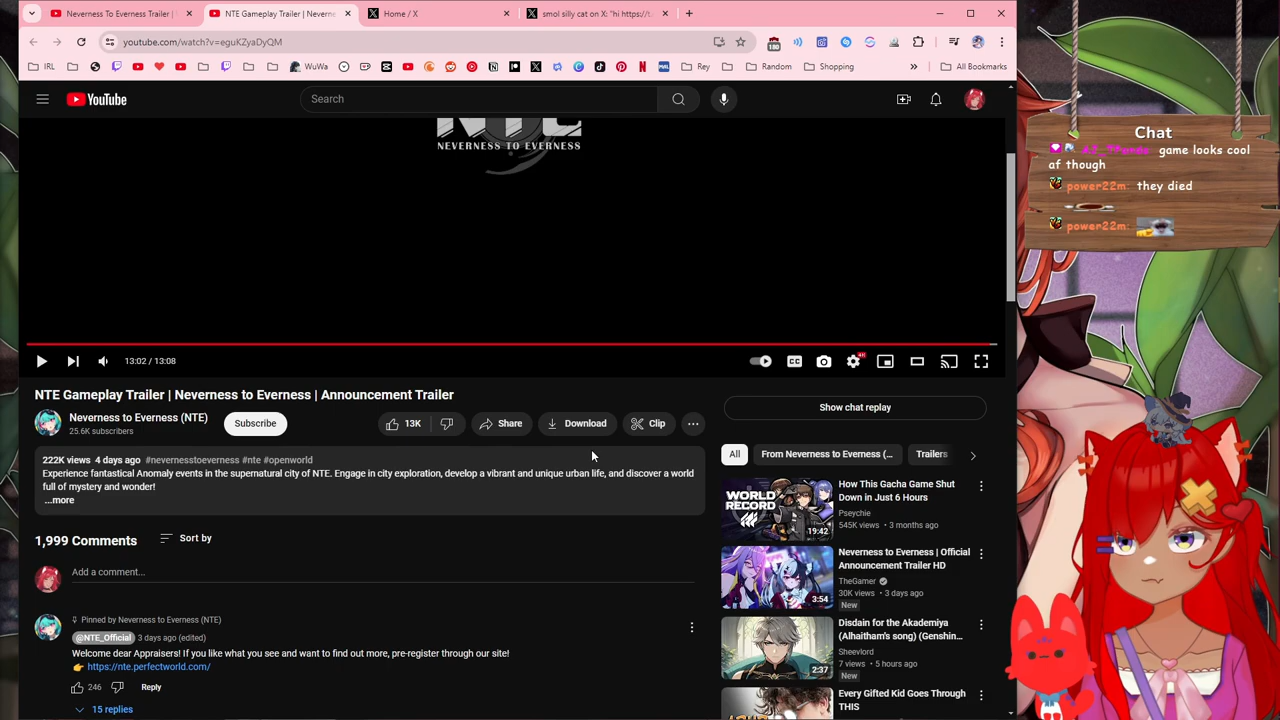 Neverness To Everness Trailer
NTE Gameplay Trailer | Neverne
Home / X
smol silly cat on X: "hi https://t.
youtube.com/watch?v=eguKZyaDyQM
180
IRL
WuWa
Rey
Random
Shopping
All Bookmarks
YouTube
Search
NTE
NEVERNESS TO EVERNESS
13:02 / 13:08
NTE Gameplay Trailer | Neverness to Everness | Announcement Trailer
Neverness to Everness (NTE)
25.6K subscribers
Subscribe
13K
Share
Download
Clip
222K views 4 days ago #nevernesstoeverness #nte #openworld
Experience fantastical Anomaly events in the supernatural city of NTE. Engage in city exploration, develop a vibrant and unique urban life, and discover a world
full of mystery and wonder!
...more
1,999 Comments
Sort by
Add a comment...
Pinned by Neverness to Everness (NTE)
@NTE_Official 3 days ago (edited)
Welcome dear Appraisers! If you like what you see and want to find out more, pre-register through our site!
https://nte.perfectworld.com/
246
Reply
15 replies
Show chat replay
All
From Neverness to Everness (...
Trailers
WORLD
RECORD
19:42
How This Gacha Game Shut
Down in Just 6 Hours
Pseychie
545K views • 3 months ago
3:54
Neverness to Everness | Official
Announcement Trailer HD
TheGamer
30K views • 3 days ago
New
2:37
Disdain for the Akademiya
(Alhaitham's song) (Genshin...
Sheevlord
7 views • 5 hours ago
New
Every Gifted Kid Goes Through
THIS
Chat
game looks cool
af though
power22m: they died
power22m: